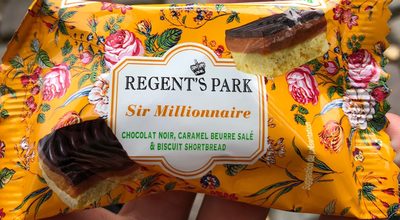 REGENT'S PARK
Sir Millionnaire
CHOCOLAT NOIR, CARAMEL BEURRE SALÉ
& BISCUIT SHORTBREAD